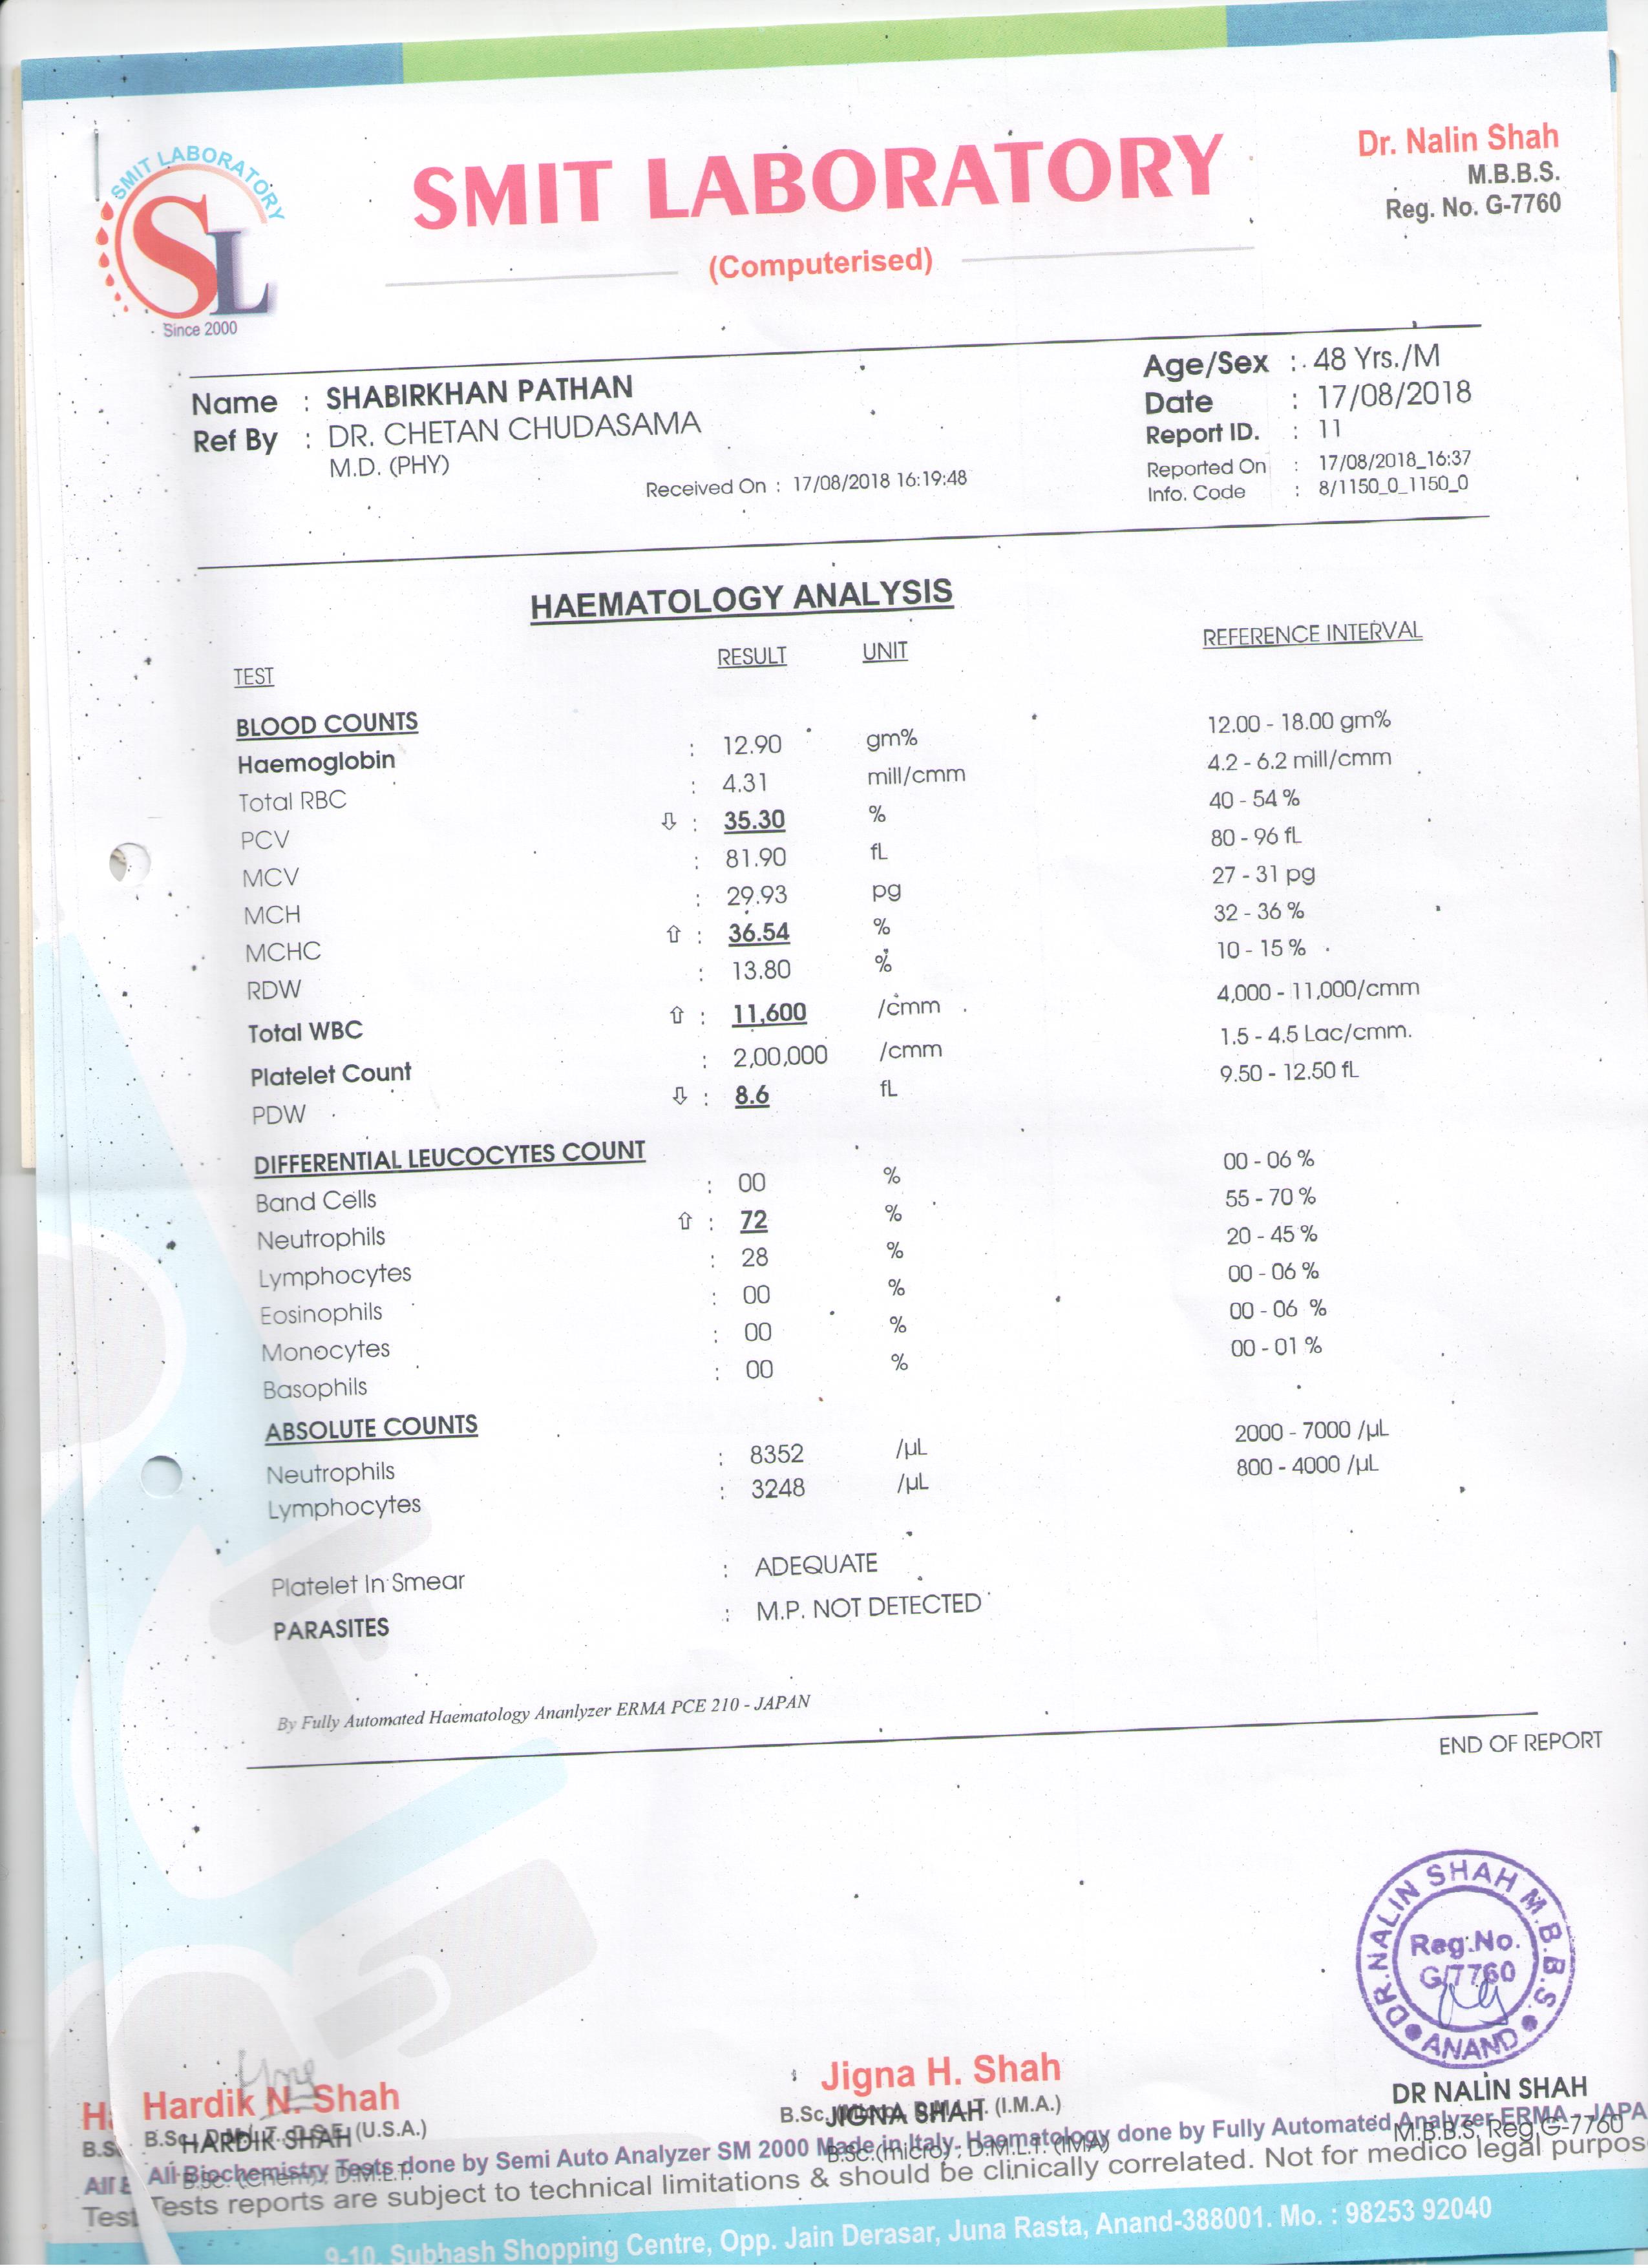 SMIT LABORATORY
SL
Since 2000
SMIT LABORATORY
(Computerised)
Dr. Nalin Shah
M.B.B.S.
Reg. No. G-7760
Name : SHABIRKHAN PATHAN
Ref By : DR. CHETAN CHUDASAMA
M.D. (PHY)
Received On : 17/08/2018 16:19:48
Age/Sex : 48 Yrs./M
Date : 17/08/2018
Report ID. : 11
Reported On : 17/08/2018_16:37
Info. Code : 8/1150_0_1150_0
HAEMATOLOGY ANALYSIS
TEST RESULT UNIT REFERENCE INTERVAL
BLOOD COUNTS
Haemoglobin : 12.90 gm% 12.00 - 18.00 gm%
Total RBC : 4.31 mill/cmm 4.2 - 6.2 mill/cmm
PCV ⇩ : 35.30 % 40 - 54 %
MCV : 81.90 fL 80 - 96 fL
MCH : 29.93 pg 27 - 31 pg
MCHC ⇧ : 36.54 % 32 - 36 %
RDW : 13.80 % 10 - 15 %
Total WBC ⇧ : 11,600 /cmm 4,000 - 11,000/cmm
Platelet Count : 2,00,000 /cmm 1.5 - 4.5 Lac/cmm.
PDW ⇩ : 8.6 fL 9.50 - 12.50 fL
DIFFERENTIAL LEUCOCYTES COUNT
Band Cells : 00 % 00 - 06 %
Neutrophils ⇧ : 72 % 55 - 70 %
Lymphocytes : 28 % 20 - 45 %
Eosinophils : 00 % 00 - 06 %
Monocytes : 00 % 00 - 06 %
Basophils : 00 % 00 - 01 %
ABSOLUTE COUNTS
Neutrophils : 8352 /µL 2000 - 7000 /µL
Lymphocytes : 3248 /µL 800 - 4000 /µL
Platelet In Smear : ADEQUATE
PARASITES : M.P. NOT DETECTED
By Fully Automated Haematology Ananlyzer ERMA PCE 210 - JAPAN
END OF REPORT
DR. NALIN SHAH M.B.B.S.
Reg.No.
G/7760
ANAND
Hardik N. Shah
B.Sc. (U.S.A.)
HARDIK SHAH
B.Sc. (Chem), D.M.L.T.
Jigna H. Shah
B.Sc. (I.M.A.)
JIGNA SHAH
B.Sc.(micro), D.M.L.T. (IMA)
DR NALIN SHAH
M.B.B.S, Reg.G-7760
All Biochemistry Tests done by Semi Auto Analyzer SM 2000 Made in Italy- Haematology done by Fully Automated Analyzer ERMA - JAPA
Tests reports are subject to technical limitations & should be clinically correlated. Not for medico legal purpos
9-10, Subhash Shopping Centre, Opp. Jain Derasar, Juna Rasta, Anand-388001. Mo. : 98253 92040